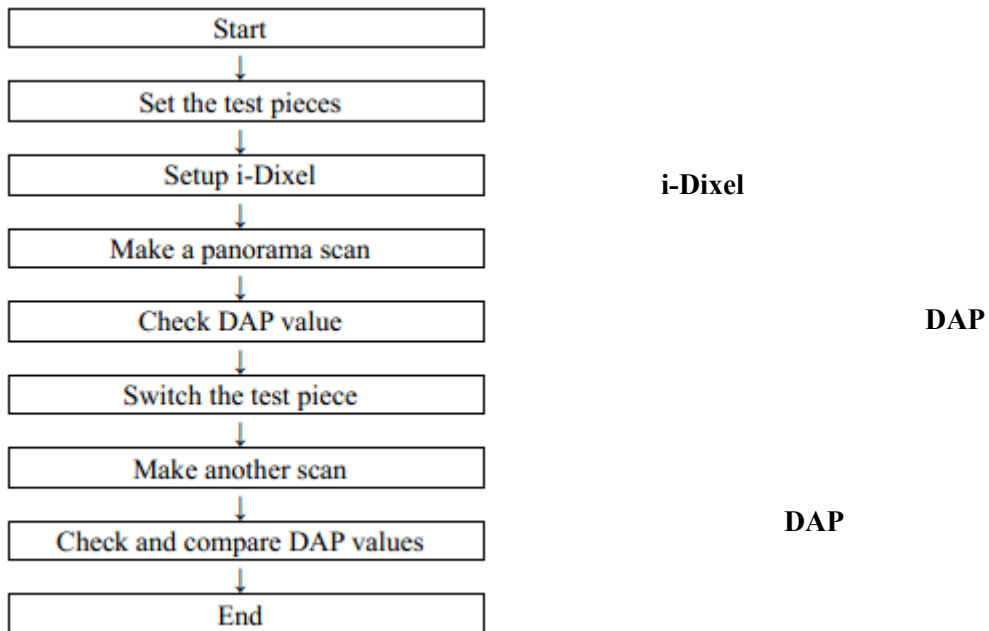 Start
↓
Set the test pieces
↓
Setup i-Dixel
i-Dixel
↓
Make a panorama scan
↓
Check DAP value
DAP
↓
Switch the test piece
↓
Make another scan
↓
DAP
Check and compare DAP values
↓
End